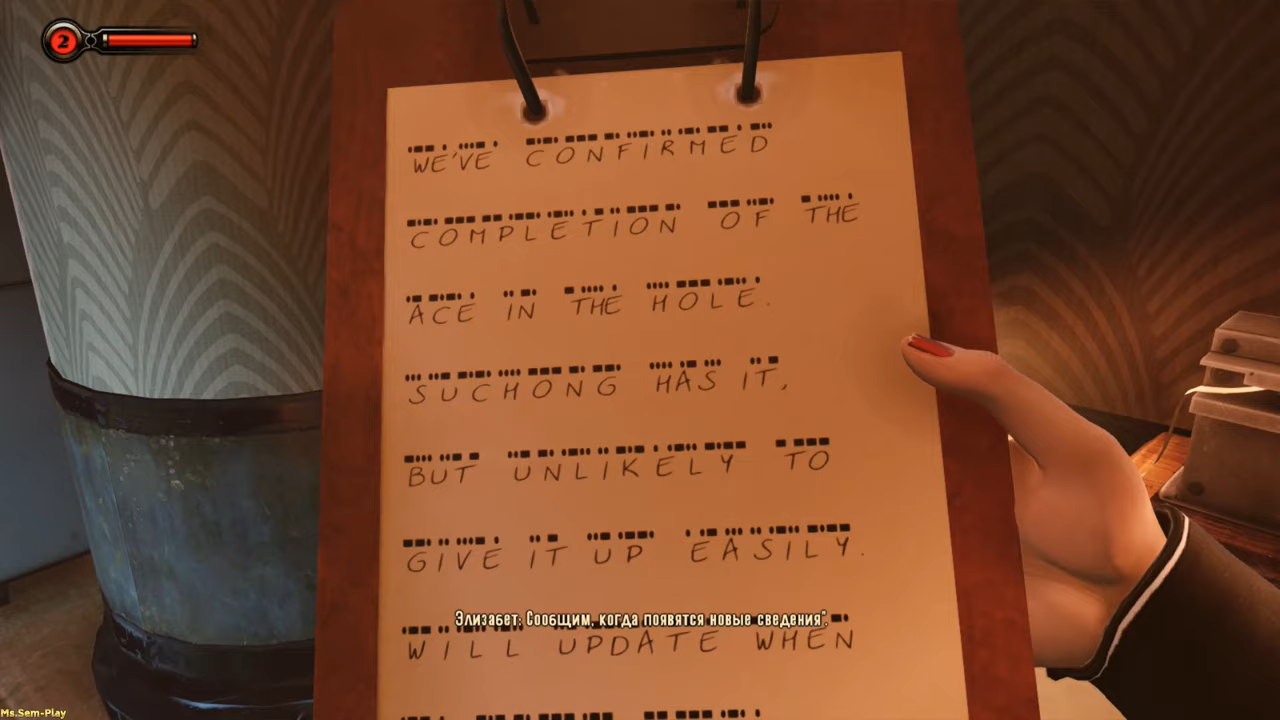 2
WE'VE CONFIRMED
COMPLETION OF THE
ACE IN THE HOLE.
SUCHONG HAS IT,
BUT UNLIKELY TO
GIVE IT UP EASILY.
Элизабет: Сообщим, когда появятся новые сведения".
WILL UPDATE WHEN
Ms.Sem-Play